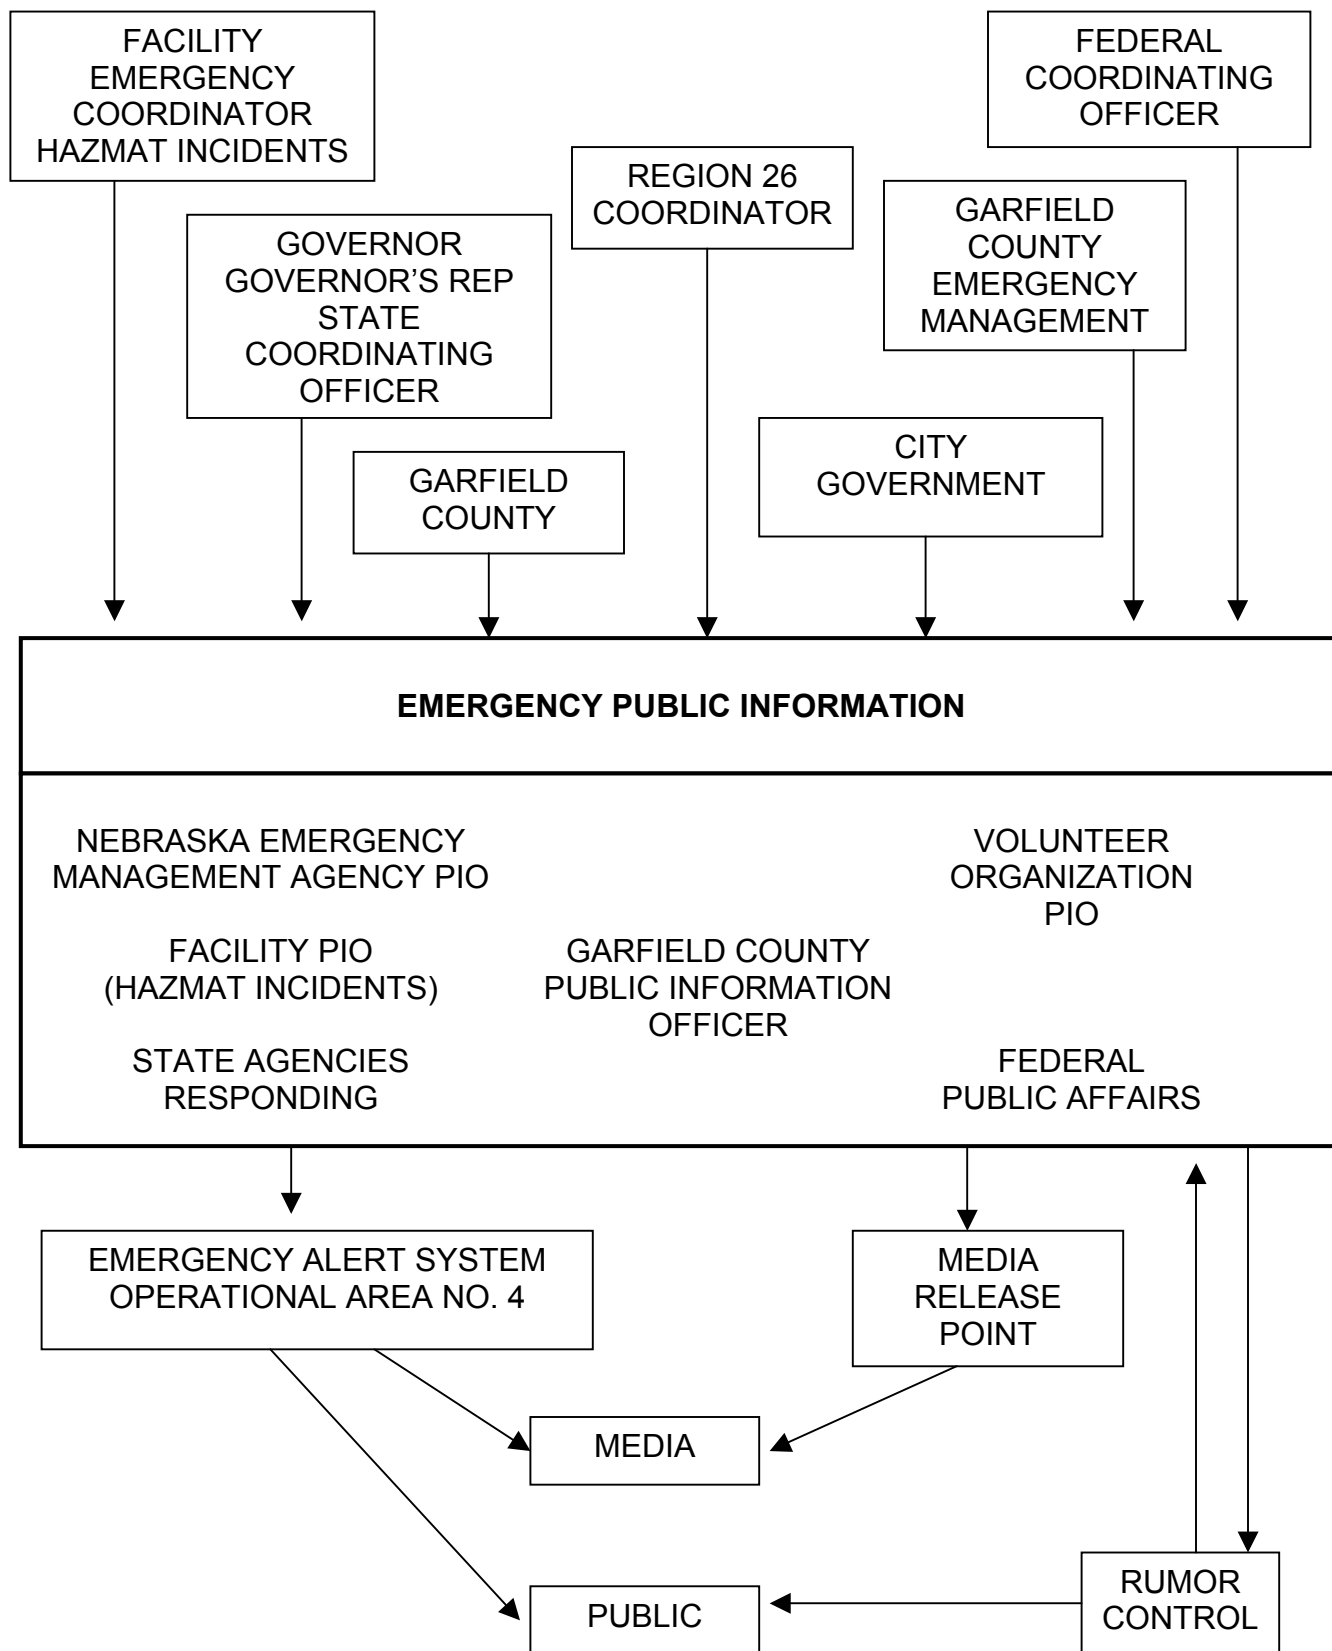 FACILITY
EMERGENCY
COORDINATOR
HAZMAT INCIDENTS
FEDERAL
COORDINATING
OFFICER
REGION 26
COORDINATOR
GARFIELD
COUNTY
EMERGENCY
MANAGEMENT
GOVERNOR
GOVERNOR’S REP
STATE
COORDINATING
OFFICER
GARFIELD
COUNTY
CITY
GOVERNMENT
EMERGENCY PUBLIC INFORMATION
NEBRASKA EMERGENCY
MANAGEMENT AGENCY PIO
VOLUNTEER
ORGANIZATION
PIO
FACILITY PIO
(HAZMAT INCIDENTS)
GARFIELD COUNTY
PUBLIC INFORMATION
OFFICER
STATE AGENCIES
RESPONDING
FEDERAL
PUBLIC AFFAIRS
EMERGENCY ALERT SYSTEM
OPERATIONAL AREA NO. 4
MEDIA
RELEASE
POINT
MEDIA
PUBLIC
RUMOR
CONTROL